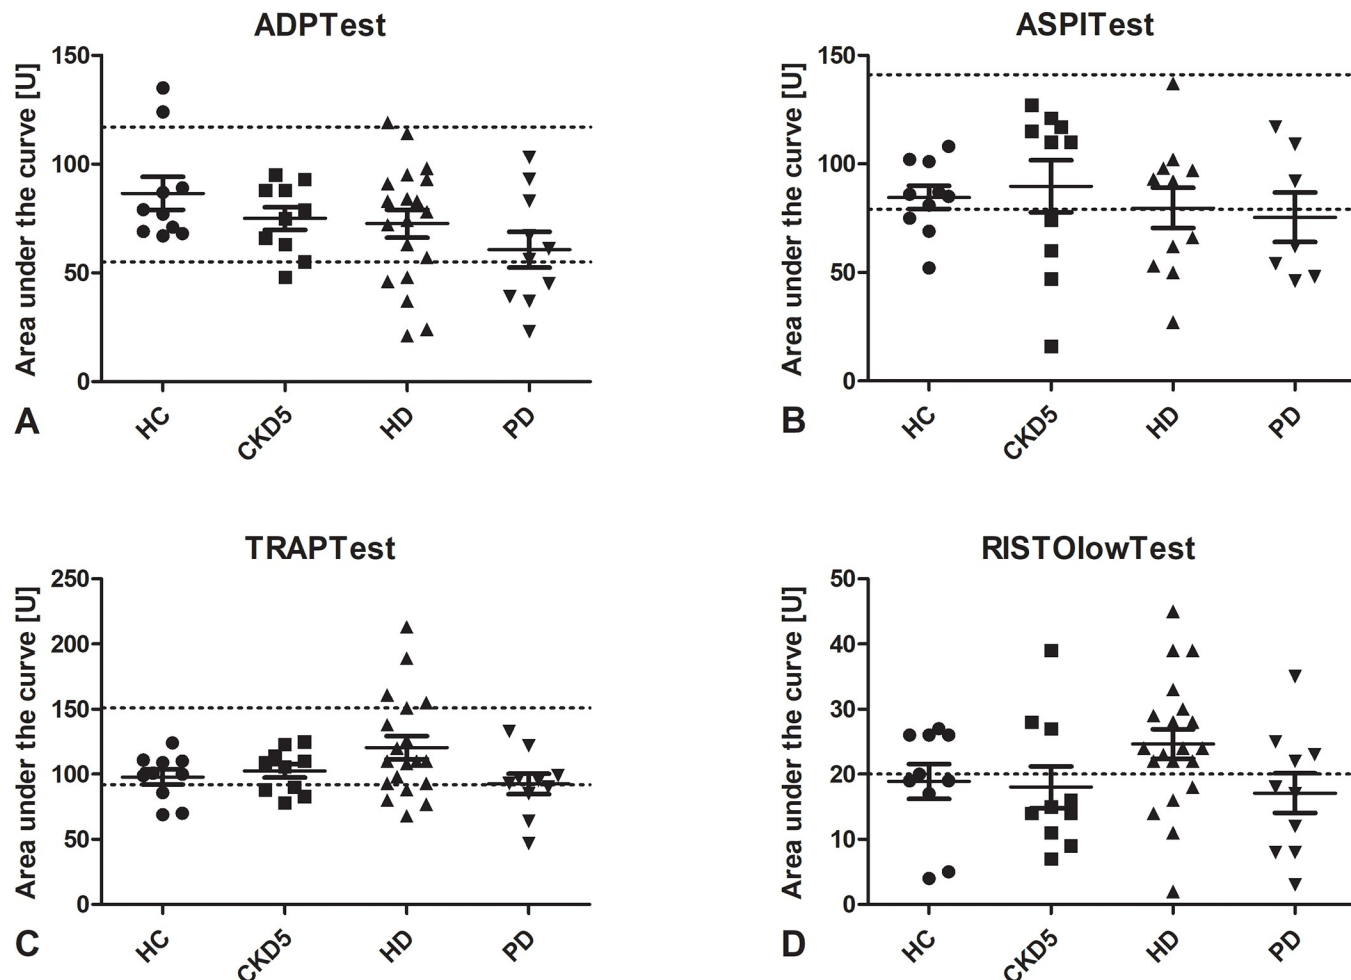 ADPTest
Area under the curve [U]
150
100
50
0
HC
CKD5
HD
PD
A
ASPITest
Area under the curve [U]
150
100
50
0
HC
CKD5
HD
PD
B
TRAPTest
Area under the curve [U]
250
200
150
100
50
0
HC
CKD5
HD
PD
C
RISTOlowTest
Area under the curve [U]
50
40
30
20
10
0
HC
CKD5
HD
PD
D